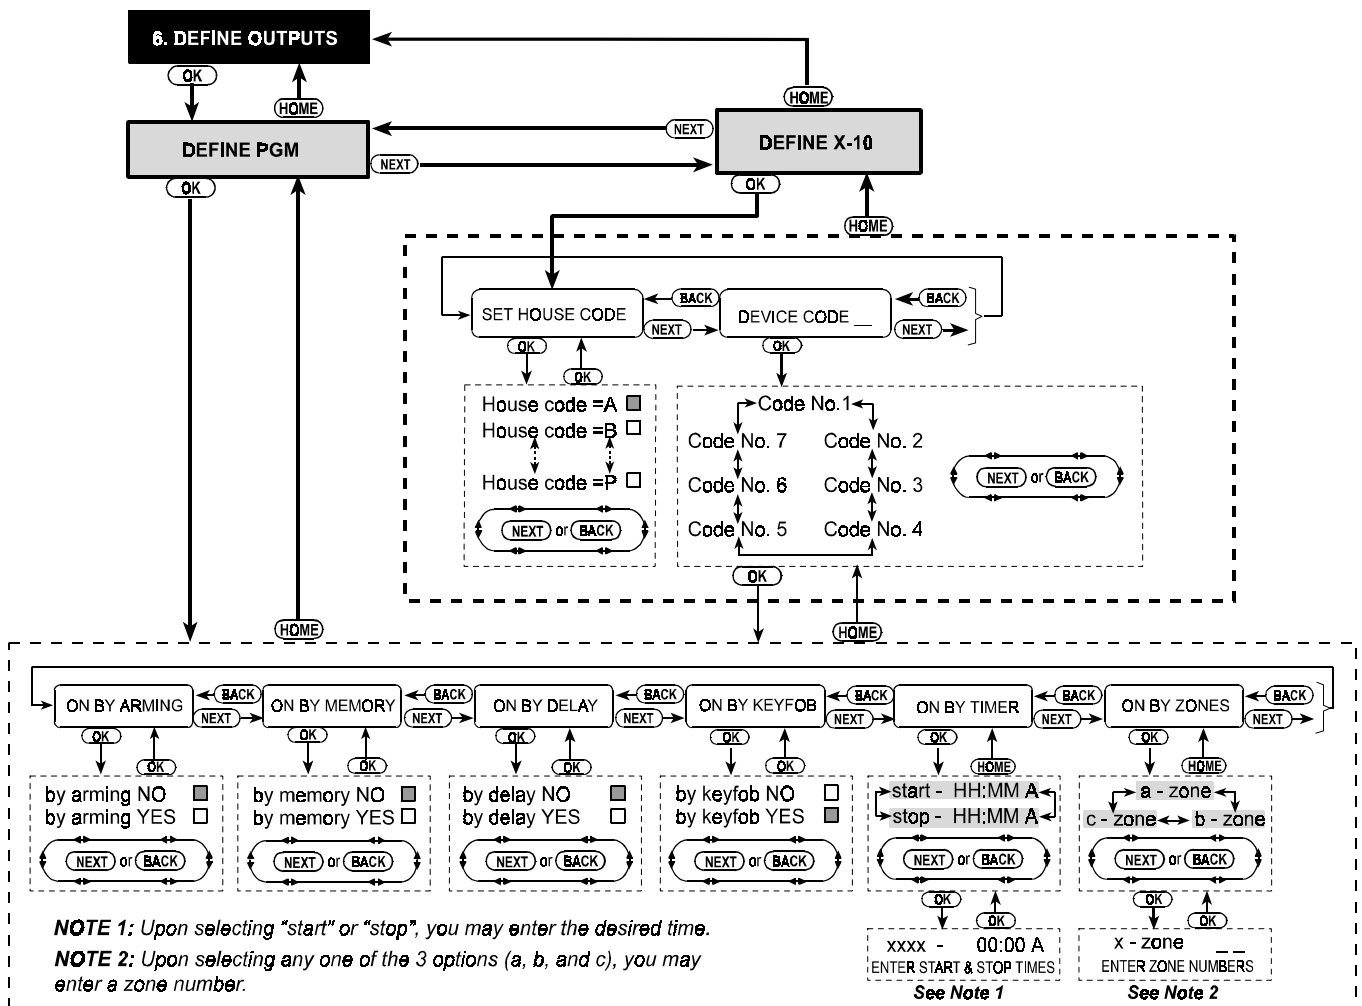 6. DEFINE OUTPUTS
OK
HOME
HOME
DEFINE PGM
NEXT
NEXT
DEFINE X-10
OK
OK
HOME
SET HOUSE CODE
BACK
NEXT
DEVICE CODE __
BACK
NEXT
OK
OK
OK
House code =A
House code =B
House code =P
NEXT or BACK
Code No.1
Code No. 7
Code No. 2
Code No. 6
Code No. 3
Code No. 5
Code No. 4
NEXT or BACK
OK
HOME
HOME
ON BY ARMING
BACK
NEXT
ON BY MEMORY
BACK
NEXT
ON BY DELAY
BACK
NEXT
ON BY KEYFOB
BACK
NEXT
ON BY TIMER
BACK
NEXT
ON BY ZONES
BACK
NEXT
OK
OK
OK
OK
OK
OK
OK
OK
OK
HOME
OK
HOME
by arming NO
by arming YES
NEXT or BACK
by memory NO
by memory YES
NEXT or BACK
by delay NO
by delay YES
NEXT or BACK
by keyfob NO
by keyfob YES
NEXT or BACK
start - HH:MM A
stop - HH:MM A
NEXT or BACK
a - zone
c - zone
b - zone
NEXT or BACK
OK
OK
OK
OK
xxxx - 00:00 A
ENTER START & STOP TIMES
See Note 1
x - zone _ _
ENTER ZONE NUMBERS
See Note 2
NOTE 1: Upon selecting “start” or “stop”, you may enter the desired time.
NOTE 2: Upon selecting any one of the 3 options (a, b, and c), you may
enter a zone number.